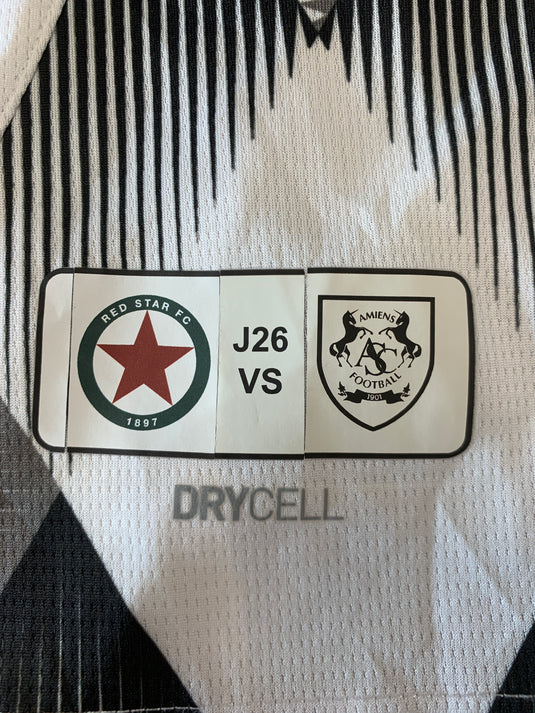 RED STAR FC
1897
J26
VS
AMIENS
ASC
FOOTBALL
1901
DRYCELL